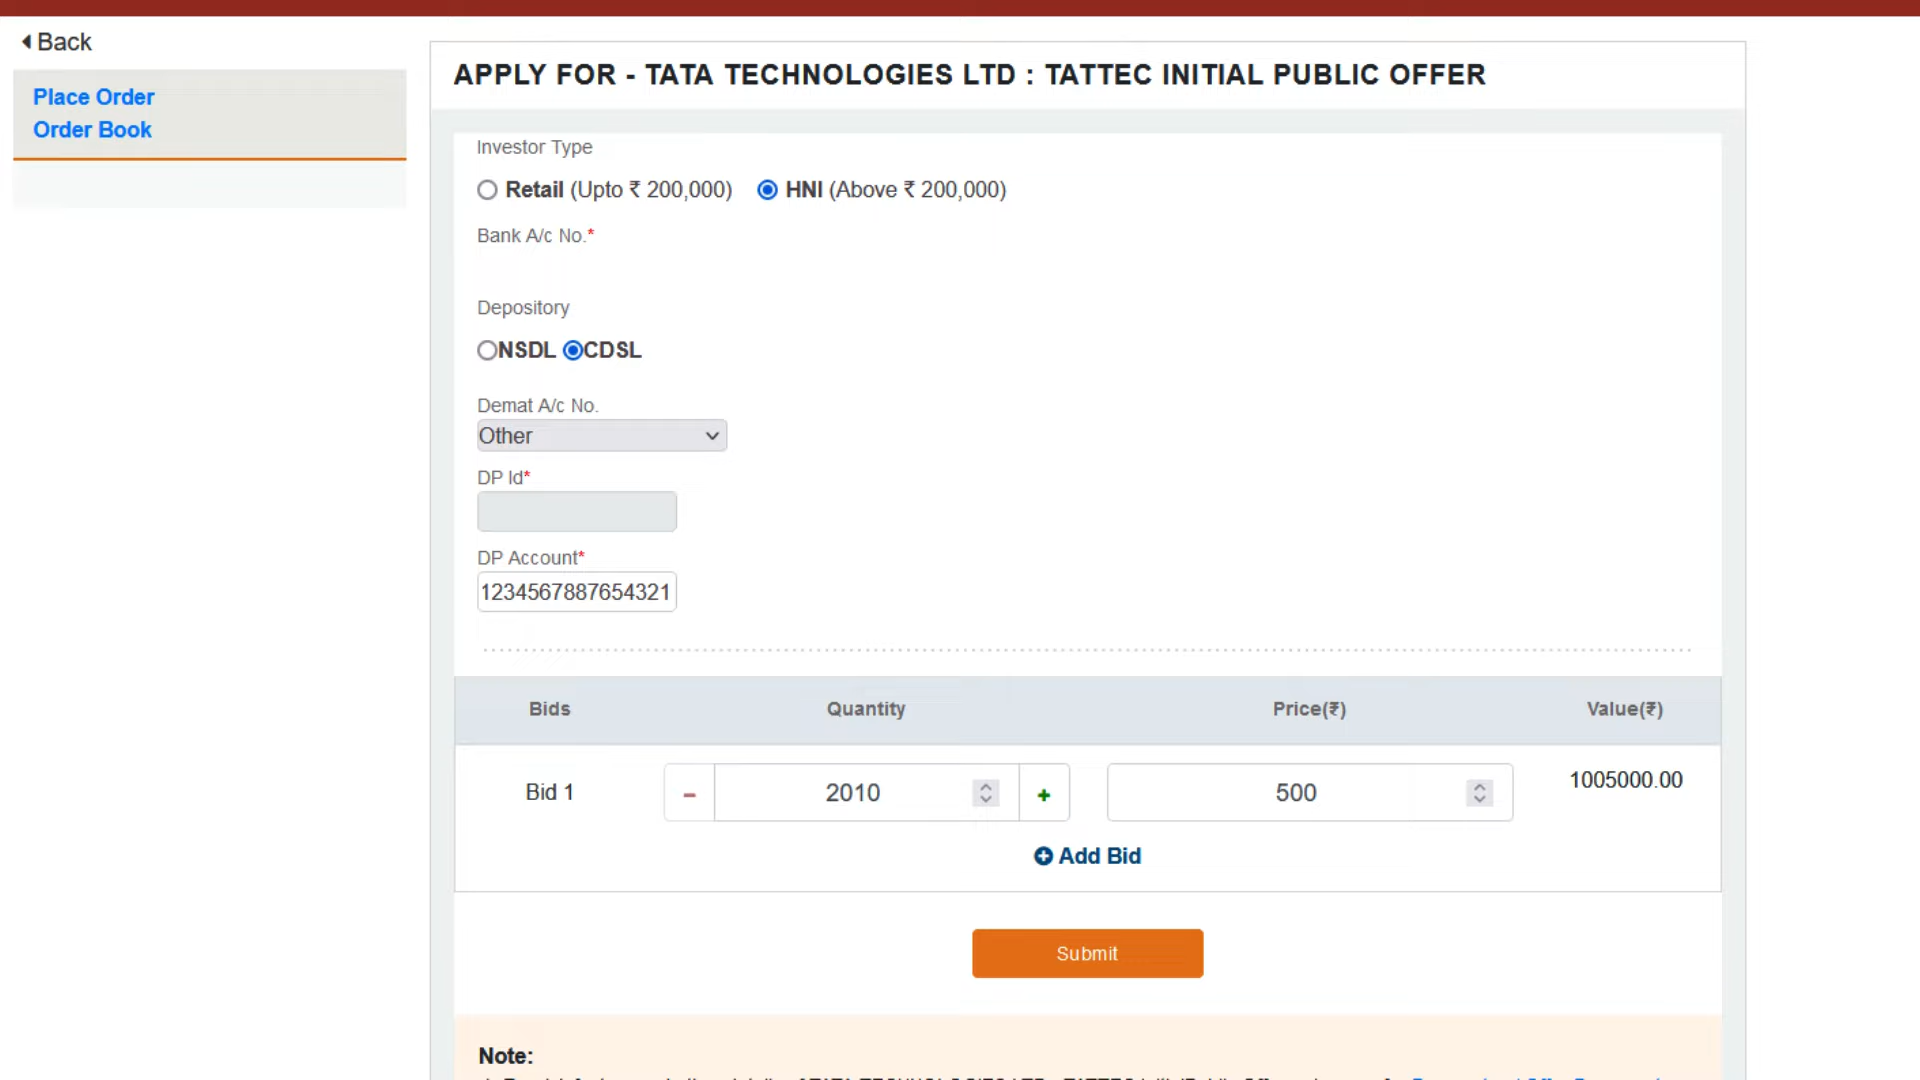 Back
Place Order
Order Book
APPLY FOR - TATA TECHNOLOGIES LTD : TATTEC INITIAL PUBLIC OFFER
Investor Type
Retail (Upto ₹ 200,000) HNI (Above ₹ 200,000)
Bank A/c No.*
Depository
NSDL CDSL
Demat A/c No.
Other
DP Id*
DP Account*
1234567887654321
Bids Quantity Price(₹) Value(₹)
Bid 1 - 2010 + 500 1005000.00
Add Bid
Submit
Note: